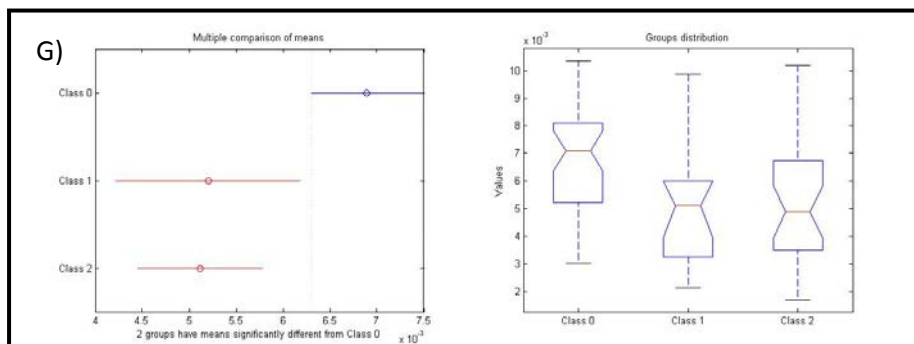 G)
Multiple comparison of means
Class 0
Class 1
Class 2
4 4.5 5 5.5 6 6.5 7 7.5
x 10⁻³
2 groups have means significantly different from Class 0
Groups distribution
x 10⁻³
10
9
8
7
6
5
4
3
2
Values
Class 0 Class 1 Class 2